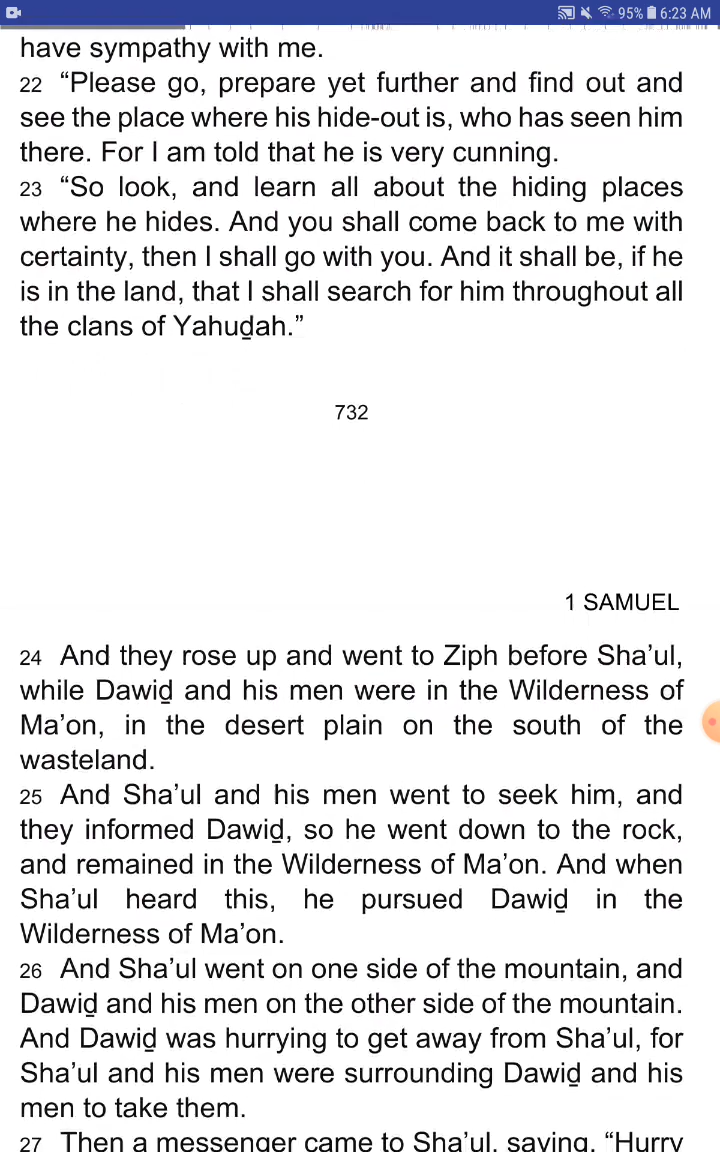 95% 6:23 AM
have sympathy with me.
22 “Please go, prepare yet further and find out and
see the place where his hide-out is, who has seen him
there. For I am told that he is very cunning.
23 “So look, and learn all about the hiding places
where he hides. And you shall come back to me with
certainty, then I shall go with you. And it shall be, if he
is in the land, that I shall search for him throughout all
the clans of Yahuḏah.”
732
1 SAMUEL
24 And they rose up and went to Ziph before Sha’ul,
while Dawiḏ and his men were in the Wilderness of
Ma’on, in the desert plain on the south of the
wasteland.
25 And Sha’ul and his men went to seek him, and
they informed Dawiḏ, so he went down to the rock,
and remained in the Wilderness of Ma’on. And when
Sha’ul heard this, he pursued Dawiḏ in the
Wilderness of Ma’on.
26 And Sha’ul went on one side of the mountain, and
Dawiḏ and his men on the other side of the mountain.
And Dawiḏ was hurrying to get away from Sha’ul, for
Sha’ul and his men were surrounding Dawiḏ and his
men to take them.
27 Then a messenger came to Sha’ul, saying, “Hurry